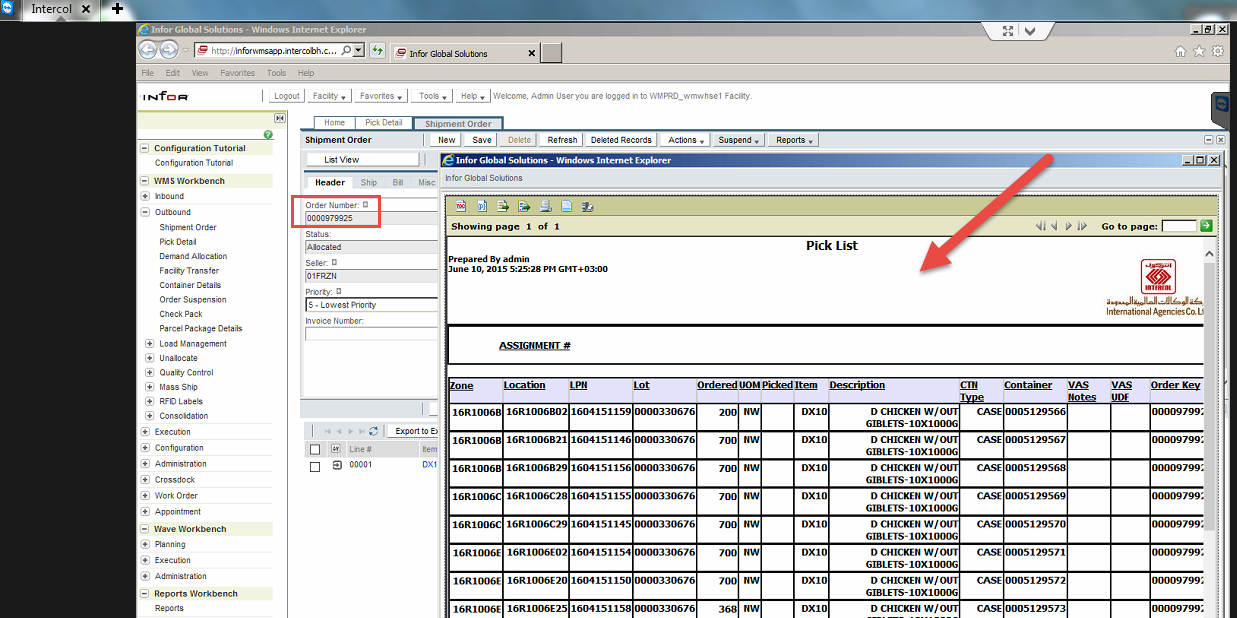 Intercol
Infor Global Solutions - Windows Internet Explorer
http://inforwmsapp.intercolbh.c...
Infor Global Solutions
File Edit View Favorites Tools Help
infor
Logout Facility Favorites Tools Help Welcome, Admin User you are logged in to WMPRD_wmwhse1 Facility.
Home Pick Detail Shipment Order
Shipment Order New Save Delete Refresh Deleted Records Actions Suspend Reports
List View
Header Ship Bill Misc
Order Number:
0000979925
Status:
Allocated
Seller:
01FRZN
Priority:
5 - Lowest Priority
Invoice Number:
Export to Ex
Line # Item
00001 DX1
Configuration Tutorial
Configuration Tutorial
WMS Workbench
Inbound
Outbound
Shipment Order
Pick Detail
Demand Allocation
Facility Transfer
Container Details
Order Suspension
Check Pack
Parcel Package Details
Load Management
Unallocate
Quality Control
Mass Ship
RFID Labels
Consolidation
Execution
Configuration
Administration
Crossdock
Work Order
Appointment
Wave Workbench
Planning
Execution
Administration
Reports Workbench
Reports
Infor Global Solutions - Windows Internet Explorer
Infor Global Solutions
Showing page 1 of 1 Go to page:
Pick List
Prepared By admin
June 10, 2015 5:25:28 PM GMT+03:00
انتركول
INTERCOL
كة الوكالات العالمية المحدودة
International Agencies Co. Lt
ASSIGNMENT #
Zone Location LPN Lot Ordered UOM Picked Item Description CTN Type Container VAS Notes VAS UDF Order Key
16R1006B 16R1006B02 1604151159 0000330676 200 NW DX10 D CHICKEN W/OUT GIBLETS-10X1000G CASE 0005129566 000097992
16R1006B 16R1006B21 1604151146 0000330676 700 NW DX10 D CHICKEN W/OUT GIBLETS-10X1000G CASE 0005129567 000097992
16R1006B 16R1006B29 1604151156 0000330676 700 NW DX10 D CHICKEN W/OUT GIBLETS-10X1000G CASE 0005129568 000097992
16R1006C 16R1006C28 1604151155 0000330676 700 NW DX10 D CHICKEN W/OUT GIBLETS-10X1000G CASE 0005129569 000097992
16R1006C 16R1006C29 1604151145 0000330676 700 NW DX10 D CHICKEN W/OUT GIBLETS-10X1000G CASE 0005129570 000097992
16R1006E 16R1006E02 1604151154 0000330676 700 NW DX10 D CHICKEN W/OUT GIBLETS-10X1000G CASE 0005129571 000097992
16R1006E 16R1006E20 1604151150 0000330676 700 NW DX10 D CHICKEN W/OUT GIBLETS-10X1000G CASE 0005129572 000097992
16R1006E 16R1006E25 1604151158 0000330676 368 NW DX10 D CHICKEN W/OUT CASE 0005129573 000097992